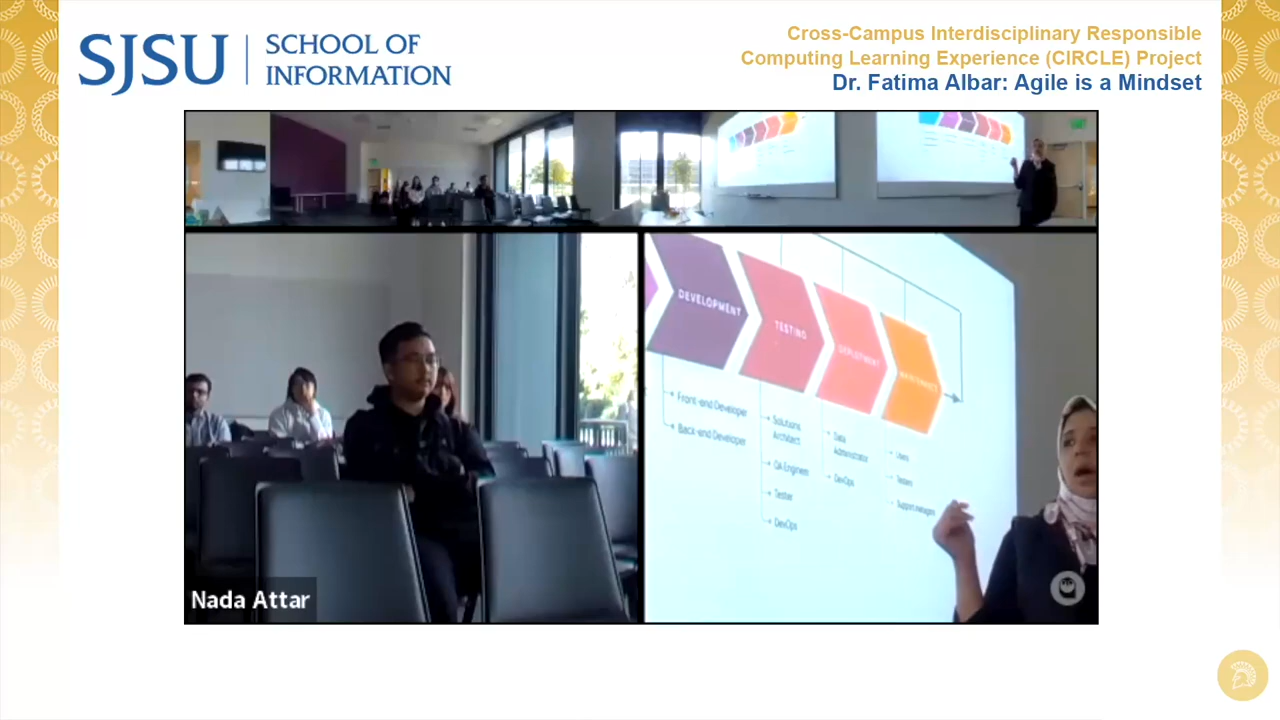 SJSU
SCHOOL OF
INFORMATION
Cross-Campus Interdisciplinary Responsible
Computing Learning Experience (CIRCLE) Project
Dr. Fatima Albar: Agile is a Mindset
DEVELOPMENT
TESTING
DEPLOYMENT
Front-end Developer
Back-end Developer
Solutions
Architect
QA Engineers
Tester
DevOps
Data
Administrator
DevOps
Users
Testers
Support managers
Nada Attar